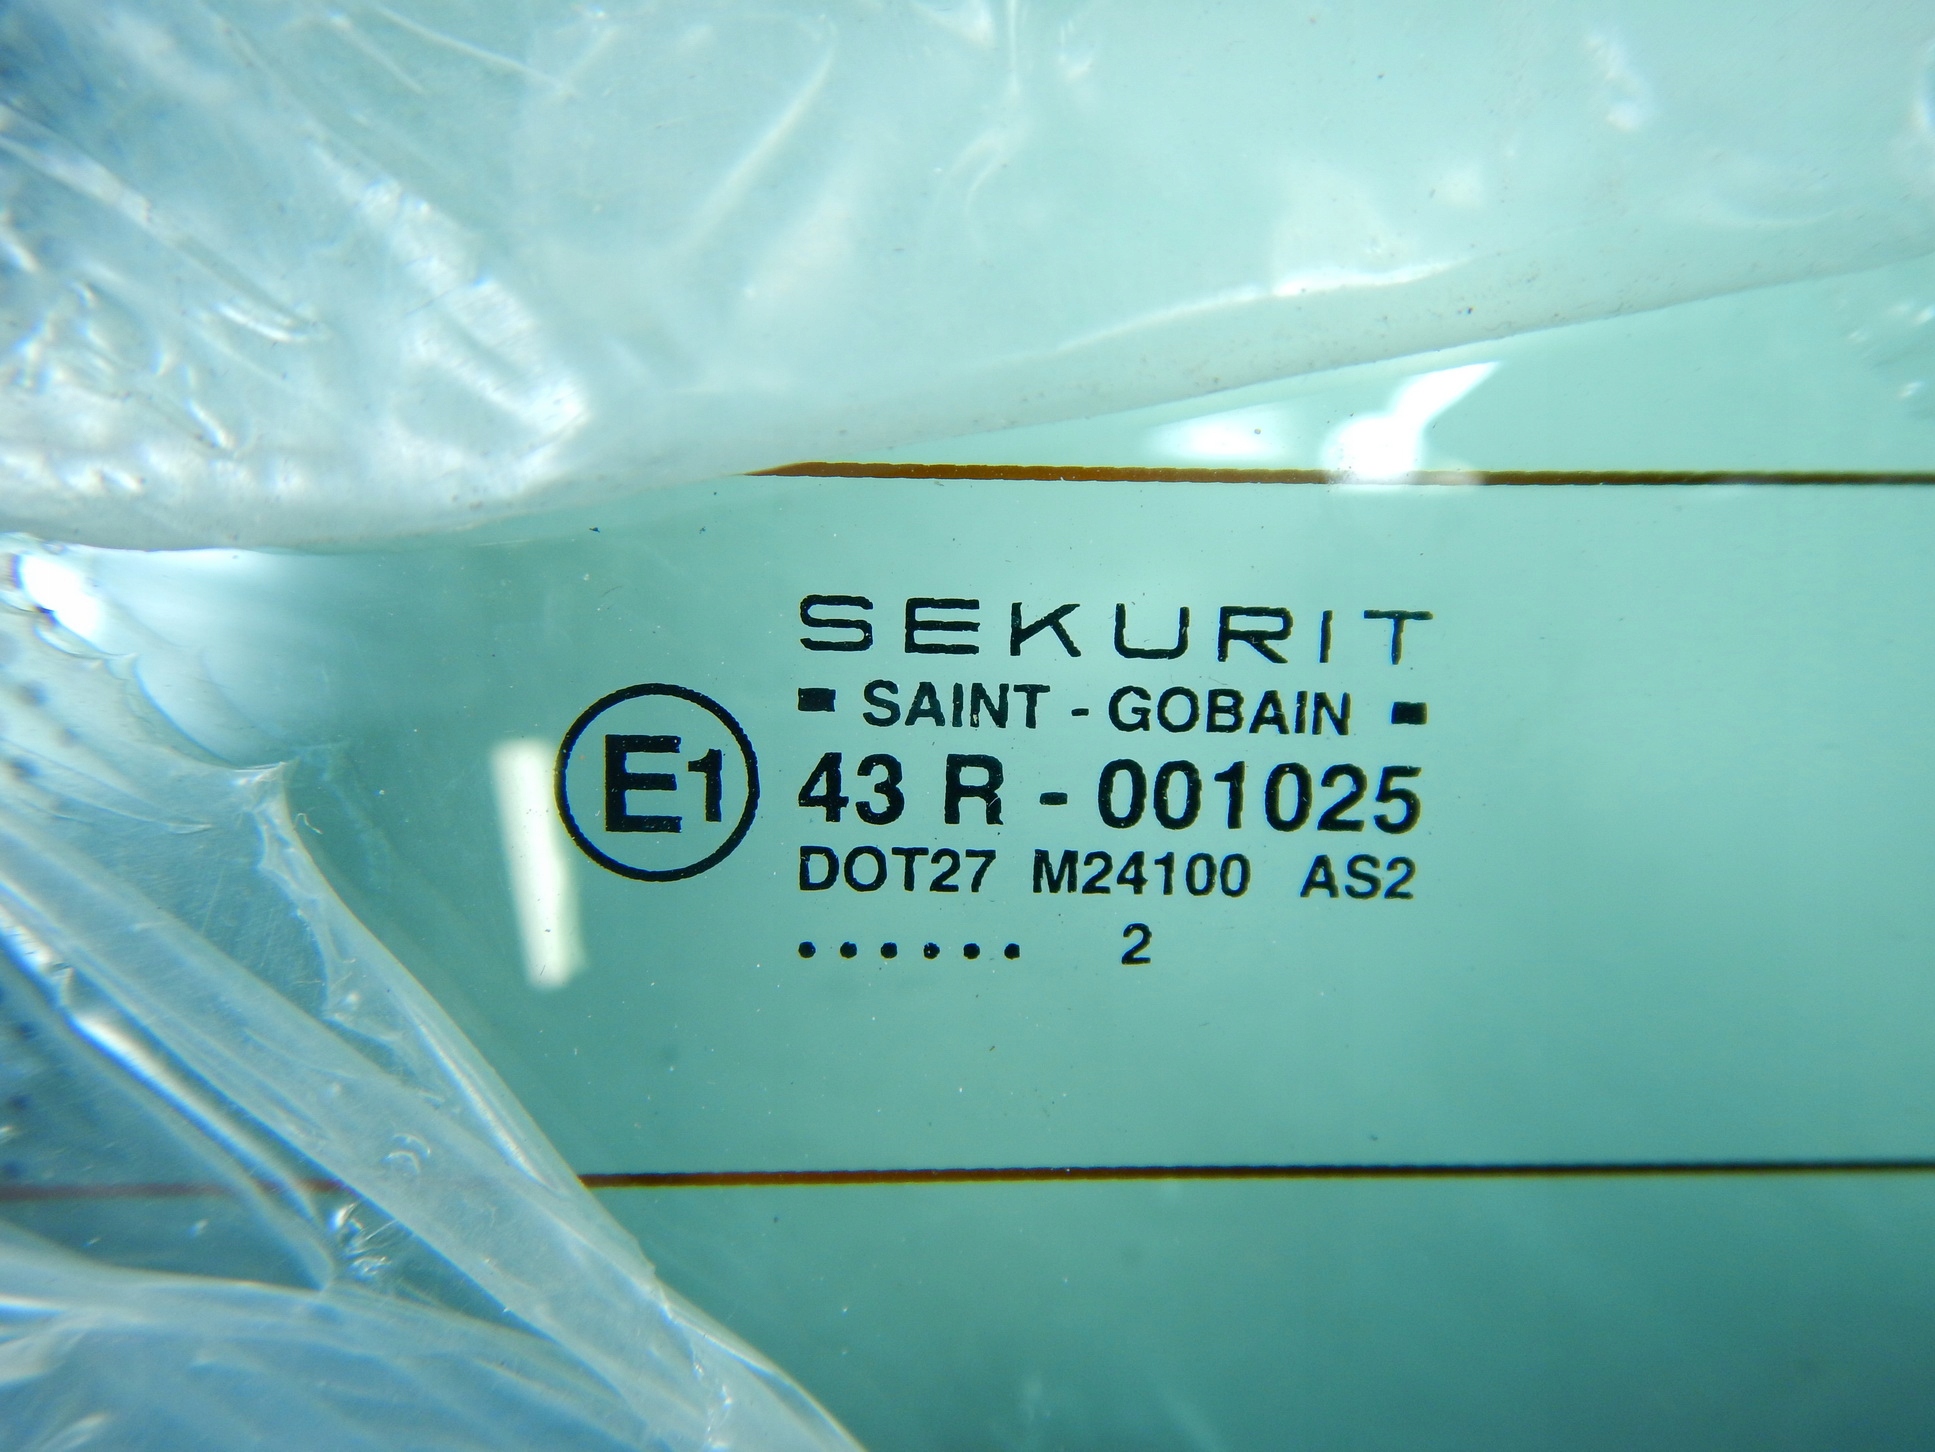 SEKURIT
▪ SAINT - GOBAIN ▪
E1
43 R - 001025
DOT27 M24100 AS2
...... 2